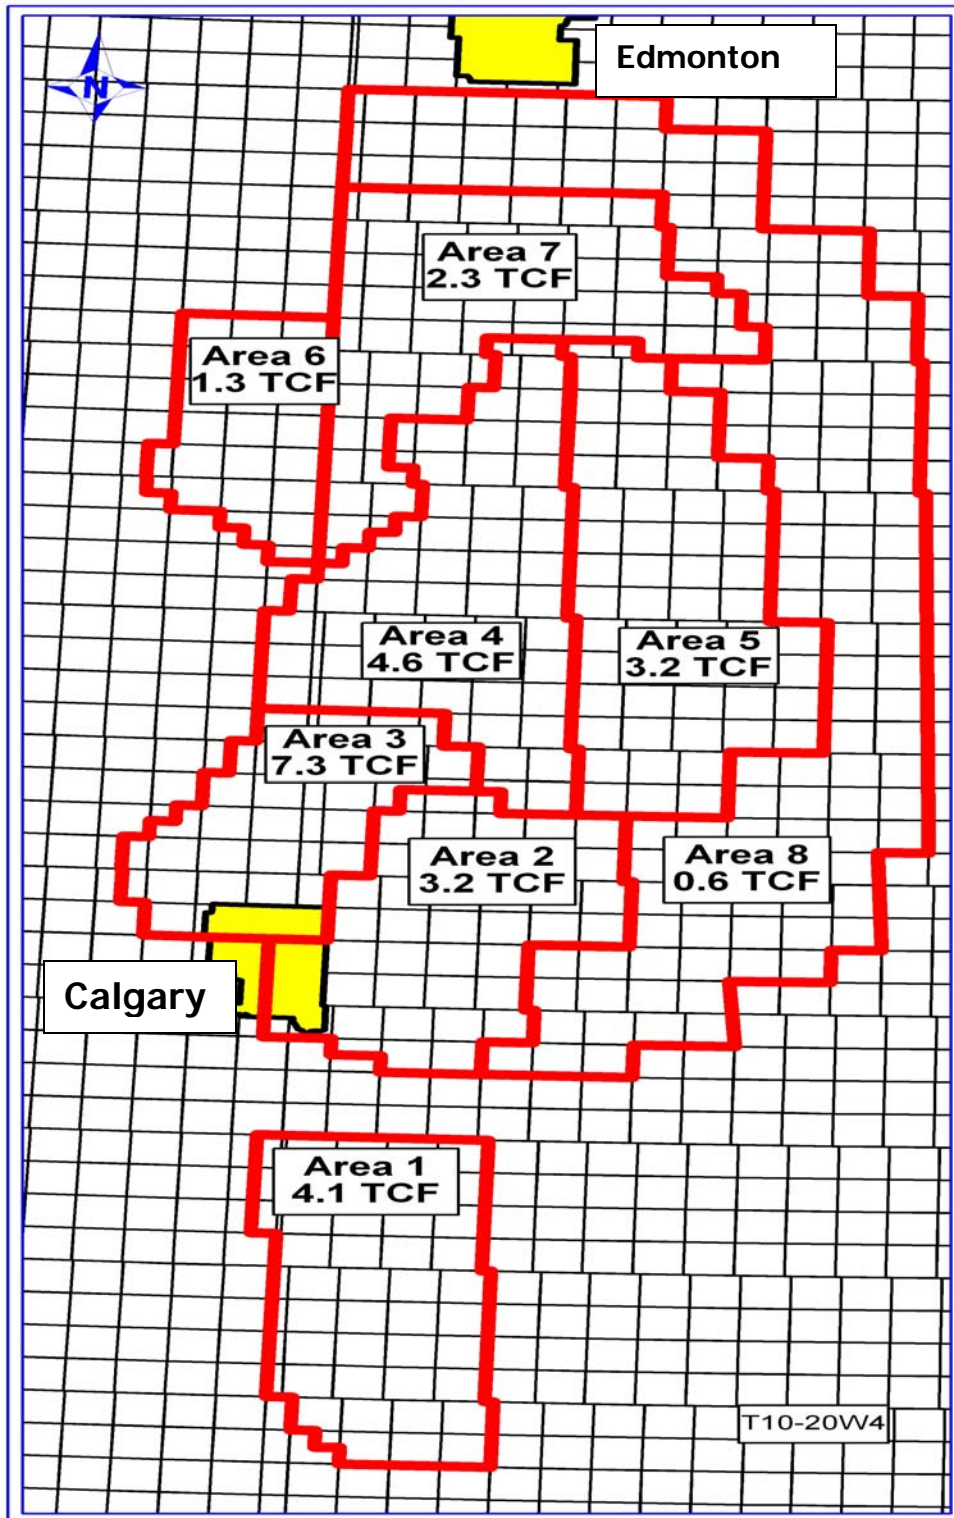 Edmonton
N
Area 7
2.3 TCF
Area 6
1.3 TCF
Area 4
4.6 TCF
Area 5
3.2 TCF
Area 3
7.3 TCF
Area 2
3.2 TCF
Area 8
0.6 TCF
Calgary
Area 1
4.1 TCF
T10-20W4